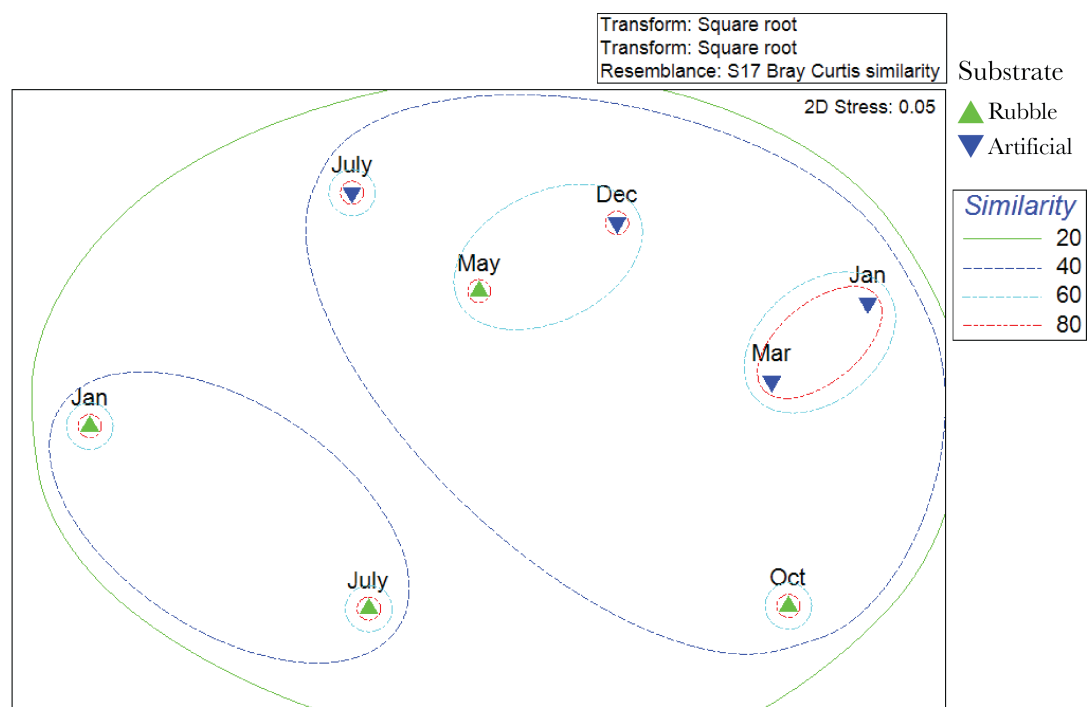 Transform: Square root
Transform: Square root
Resemblance: S17 Bray Curtis similarity
2D Stress: 0.05
Substrate
Rubble
Artificial
Similarity
20
40
60
80
July
Dec
May
Jan
Mar
Jan
July
Oct